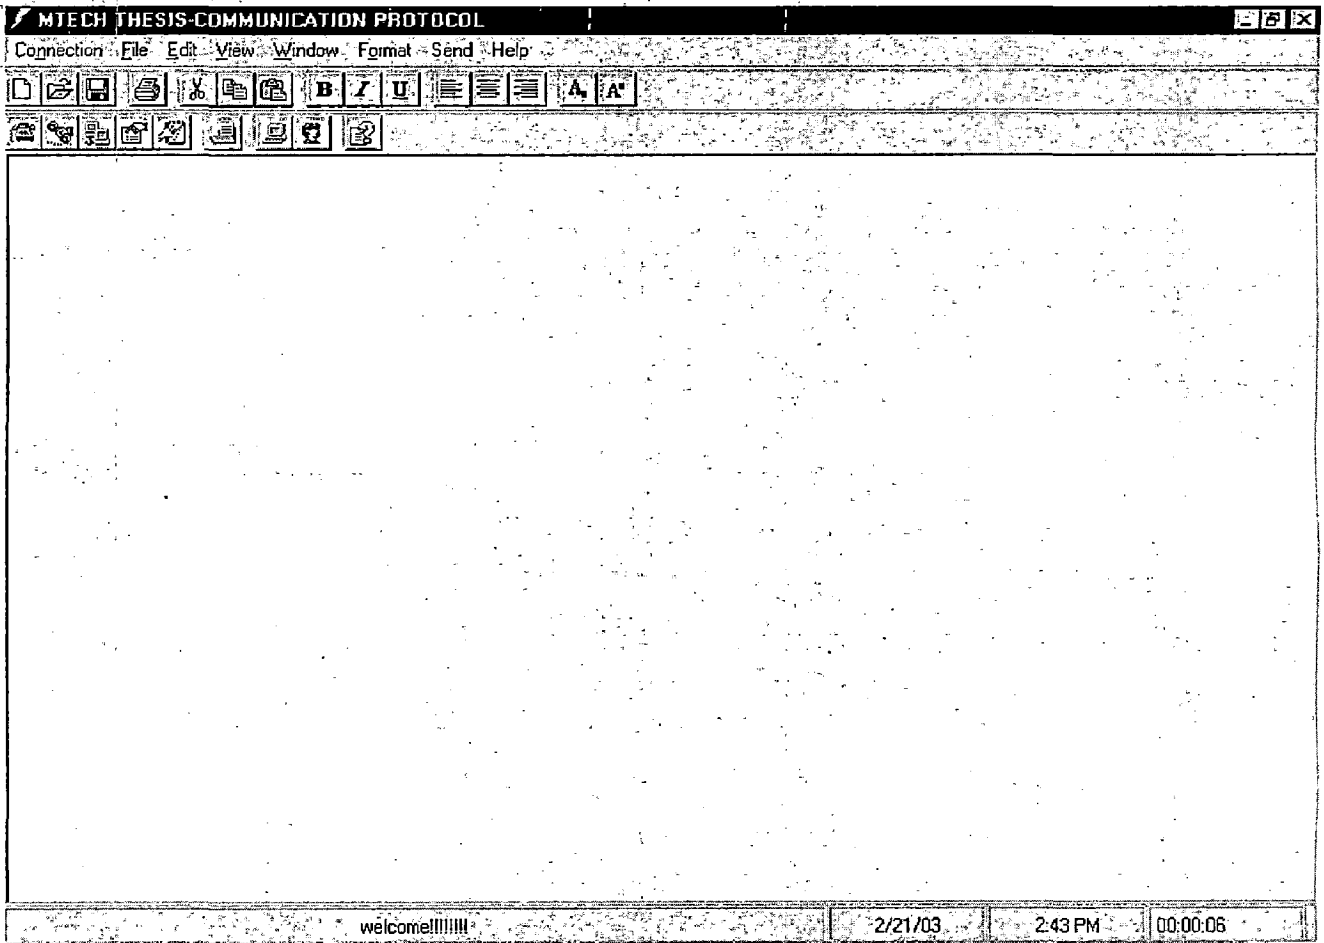 MTECH THESIS-COMMUNICATION PROTOCOL
Connection File Edit View Window Format Send Help
B I U A A
welcome!!!!!!!! 2/21/03 2:43 PM 00:00:06